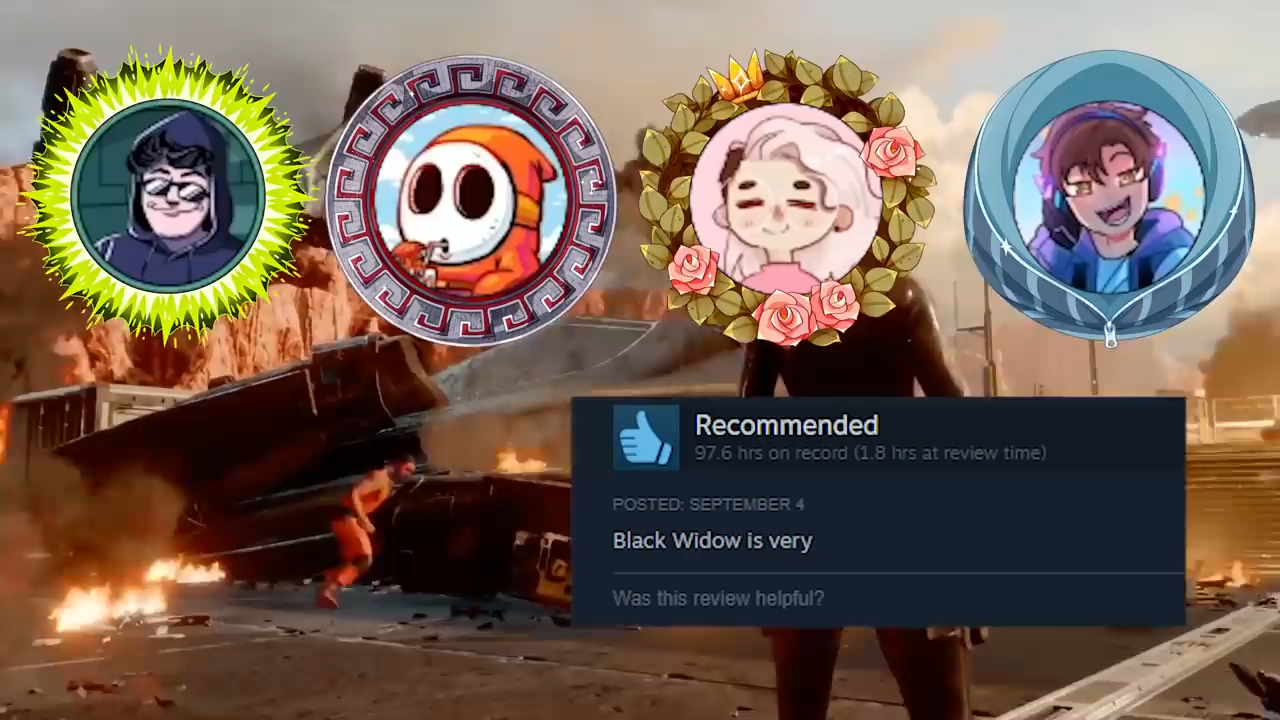 Recommended
97.6 hrs on record (1.8 hrs at review time)
POSTED: SEPTEMBER 4
Black Widow is very
Was this review helpful?